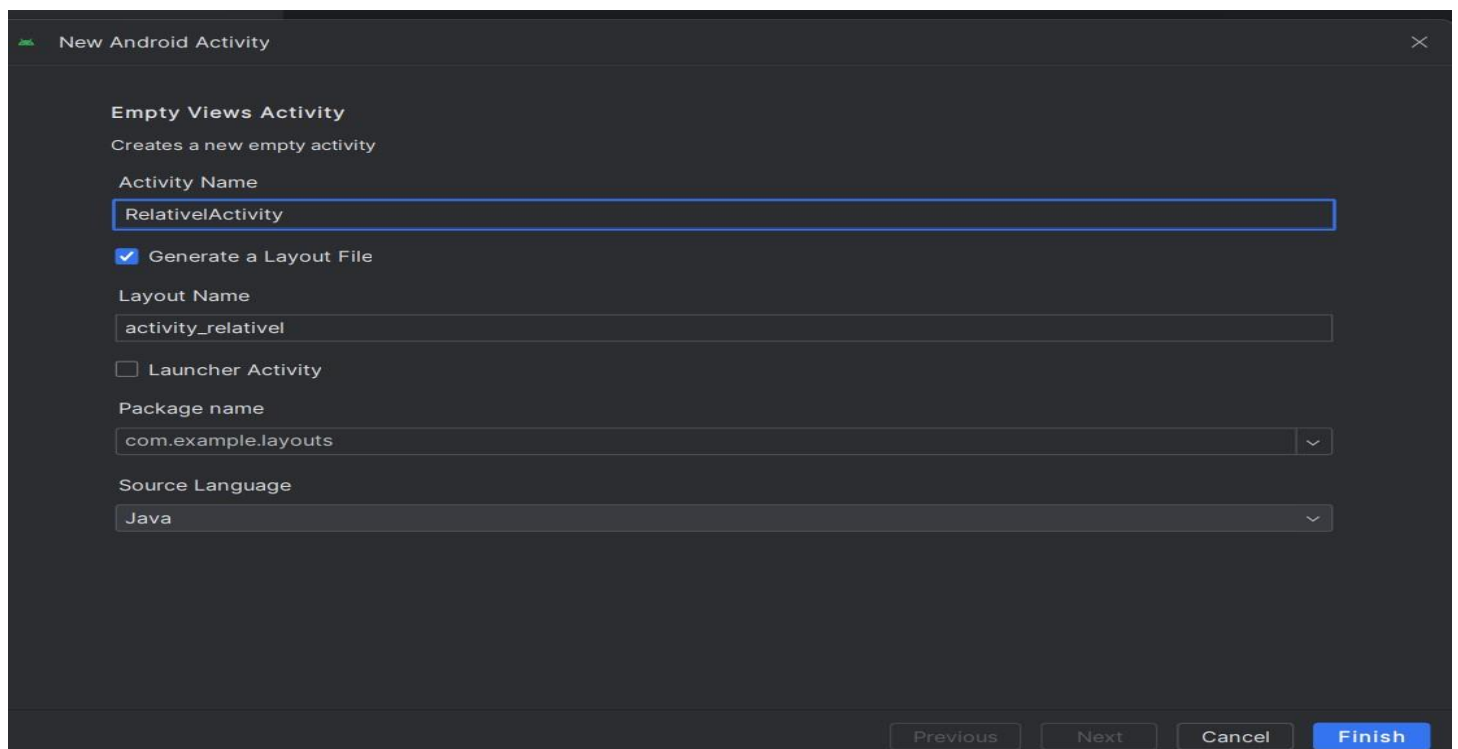 New Android Activity
Empty Views Activity
Creates a new empty activity
Activity Name
RelativelActivity
Generate a Layout File
Layout Name
activity_relativel
Launcher Activity
Package name
com.example.layouts
Source Language
Java
Previous Next Cancel Finish